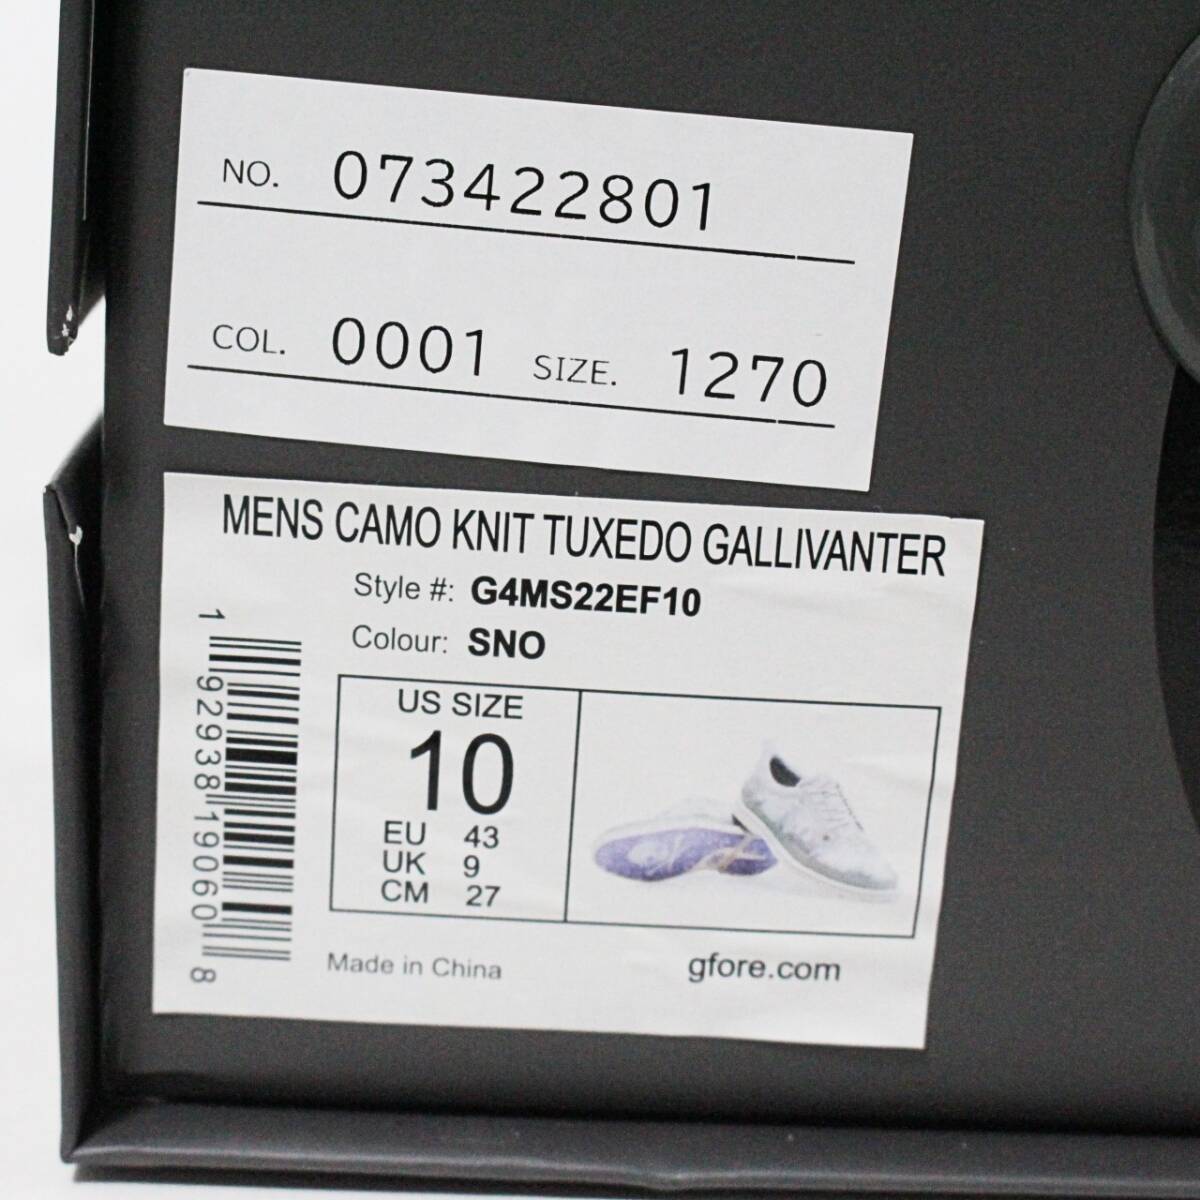 NO. 073422801
COL. 0001 SIZE. 1270
MENS CAMO KNIT TUXEDO GALLIVANTER
Style #: G4MS22EF10
Colour: SNO
1 92938 19060 8
US SIZE
10
EU 43
UK 9
CM 27
Made in China
gfore.com